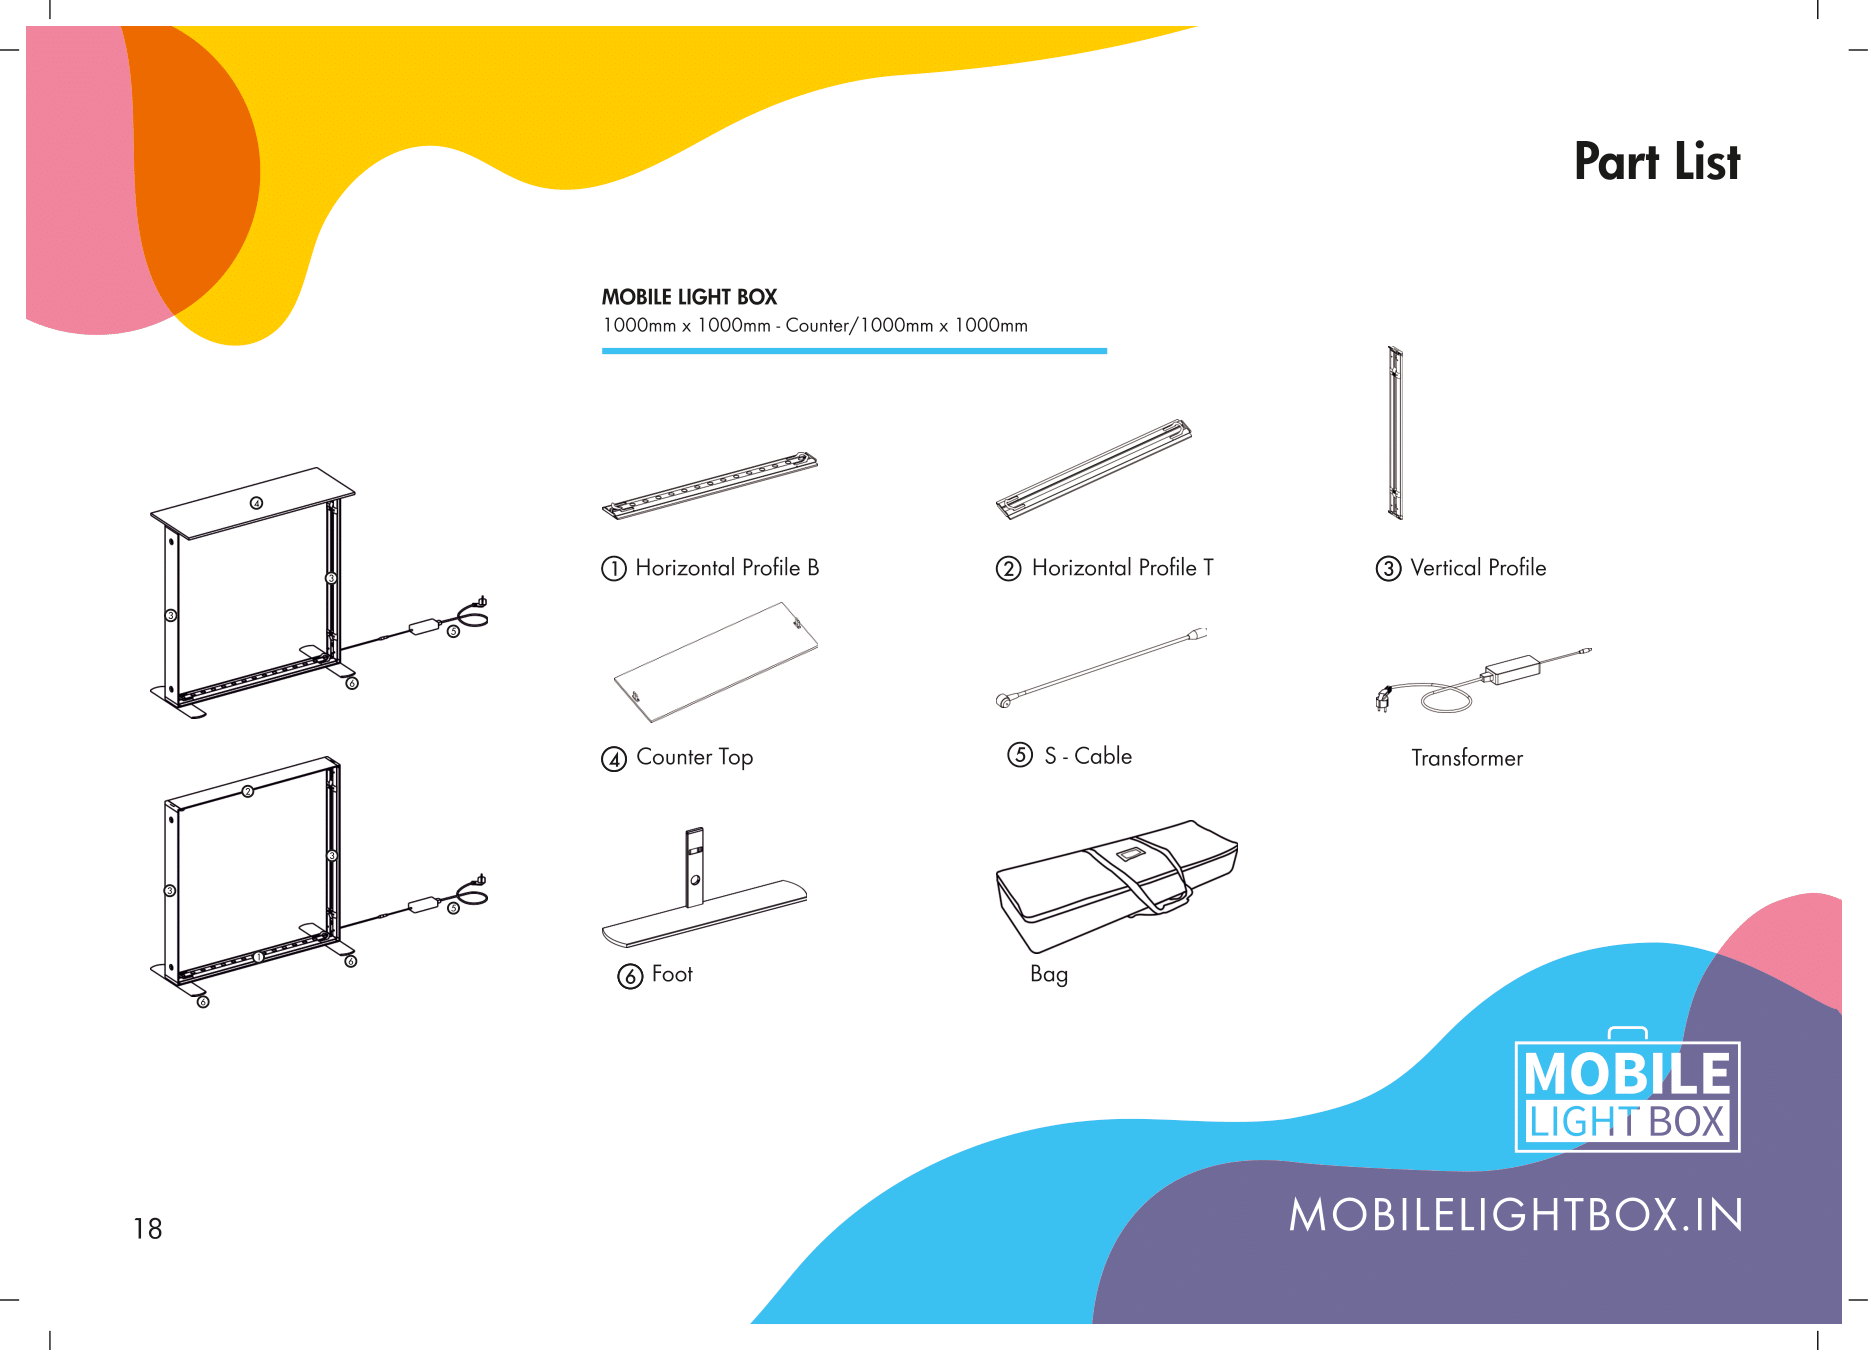 Part List
MOBILE LIGHT BOX
1000mm x 1000mm - Counter/1000mm x 1000mm
4
3
3
5
6
① Horizontal Profile B
② Horizontal Profile T
③ Vertical Profile
④ Counter Top
⑤ S - Cable
Transformer
2
3
3
5
1
6
6
⑥ Foot
Bag
MOBILE
LIGHT BOX
MOBILELIGHTBOX.IN
18